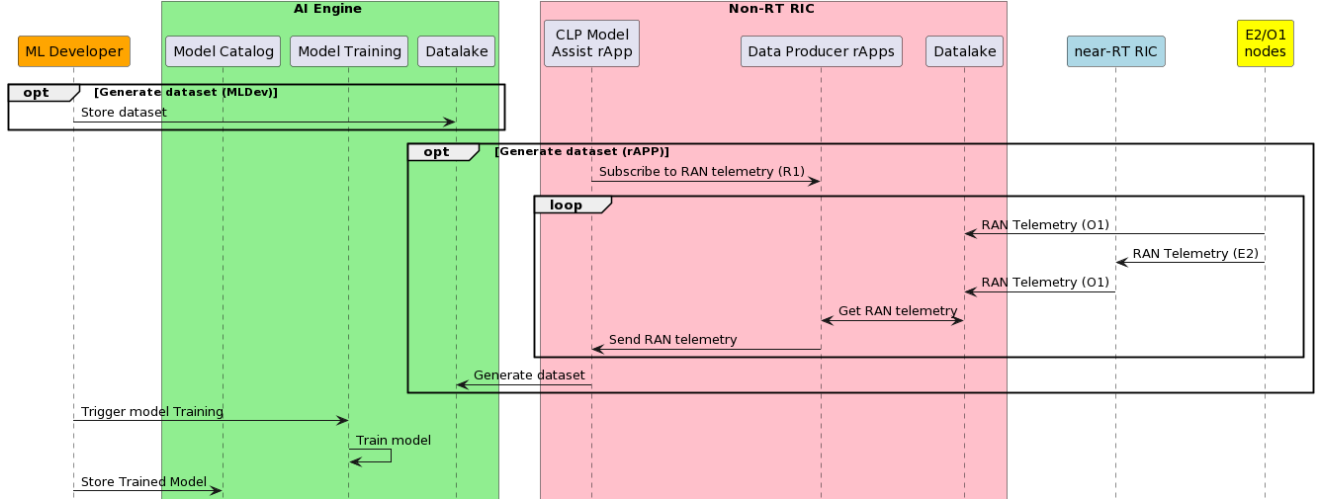 AI Engine
Non-RT RIC
ML Developer
Model Catalog
Model Training
Datalake
CLP Model
Assist rApp
Data Producer rApps
Datalake
near-RT RIC
E2/O1
nodes
opt [Generate dataset (MLDev)]
Store dataset
opt [Generate dataset (rAPP)]
Subscribe to RAN telemetry (R1)
loop
RAN Telemetry (O1)
RAN Telemetry (E2)
RAN Telemetry (O1)
Get RAN telemetry
Send RAN telemetry
Generate dataset
Trigger model Training
Train model
Store Trained Model